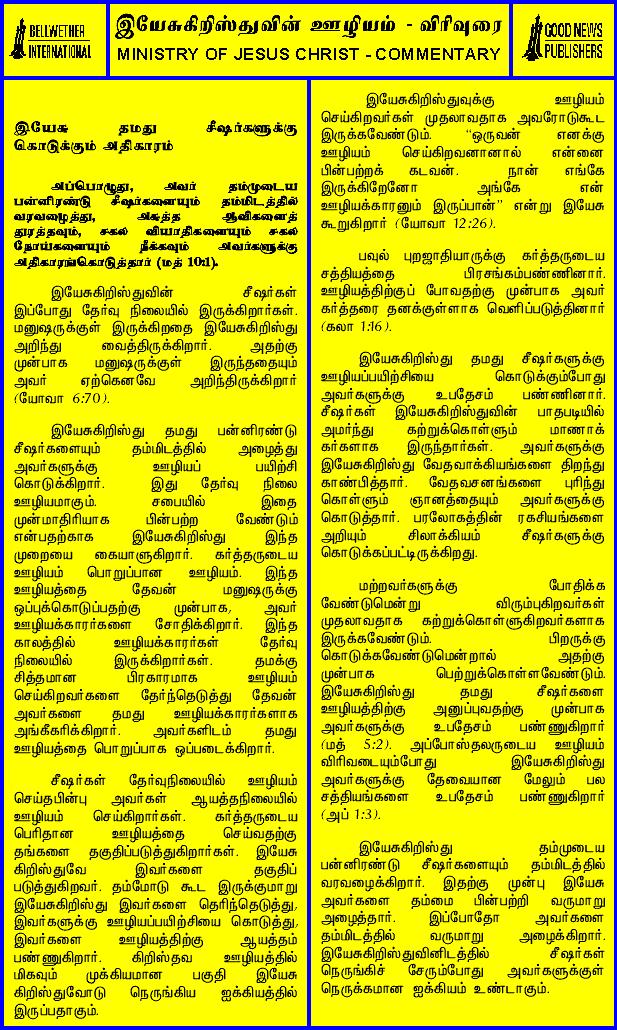 BELLWETHER
INTERNATIONAL
இயேசுகிறிஸ்துவின் ஊழியம் - விரிவுரை
MINISTRY OF JESUS CHRIST - COMMENTARY
GOOD NEWS
PUBLISHERS
இயேசு தமது சீஷர்களுக்கு
கொடுக்கும் அதிகாரம்
அப்பொழுது, அவர் தம்முடைய
பன்னிரண்டு சீஷர்களையும் தம்மிடத்தில்
வரவழைத்து, அசுத்த ஆவிகளைத்
துரத்தவும், சகல வியாதிகளையும் சகல
நோய்களையும் நீக்கவும் அவர்களுக்கு
அதிகாரங்கொடுத்தார் (மத் 10:1).
இயேசுகிறிஸ்துவின் சீஷர்கள்
இப்போது தேர்வு நிலையில் இருக்கிறார்கள்.
மனுஷருக்குள் இருக்கிறதை இயேசுகிறிஸ்து
அறிந்து வைத்திருக்கிறார். அதற்கு
முன்பாக மனுஷருக்குள் இருந்ததையும்
அவர் ஏற்கெனவே அறிந்திருக்கிறார்
(யோவா 6:70).
இயேசுகிறிஸ்து தமது பன்னிரண்டு
சீஷர்களையும் தம்மிடத்தில் அழைத்து
அவர்களுக்கு ஊழியப் பயிற்சி
கொடுக்கிறார். இது தேர்வு நிலை
ஊழியமாகும். சபையில் இதை
முன்மாதிரியாக பின்பற்ற வேண்டும்
என்பதற்காக இயேசுகிறிஸ்து இந்த
முறையை கையாளுகிறார். கர்த்தருடைய
ஊழியம் பொறுப்பான ஊழியம். இந்த
ஊழியத்தை தேவன் மனுஷருக்கு
ஒப்புக்கொடுப்பதற்கு முன்பாக, அவர்
ஊழியக்காரர்களை சோதிக்கிறார். இந்த
காலத்தில் ஊழியக்காரர்கள் தேர்வு
நிலையில் இருக்கிறார்கள். தமக்கு
சித்தமான பிரகாரமாக ஊழியம்
செய்கிறவர்களை தேர்ந்தெடுத்து தேவன்
அவர்களை தமது ஊழியக்காரர்களாக
அங்கீகரிக்கிறார். அவர்களிடம் தமது
ஊழியத்தை பொறுப்பாக ஒப்படைக்கிறார்.
சீஷர்கள் தேர்வுநிலையில் ஊழியம்
செய்தபின்பு அவர்கள் ஆயத்தநிலையில்
ஊழியம் செய்கிறார்கள். கர்த்தருடைய
பெரிதான ஊழியத்தை செய்வதற்கு
தங்களை தகுதிப்படுத்துகிறார்கள். இயேசு
கிறிஸ்துவே இவர்களை தகுதிப்
படுத்துகிறவர். தம்மோடு கூட இருக்குமாறு
இயேசுகிறிஸ்து இவர்களை தெரிந்தெடுத்து,
இவர்களுக்கு ஊழியப்பயிற்சியை கொடுத்து,
இவர்களை ஊழியத்திற்கு ஆயத்தம்
பண்ணுகிறார். கிறிஸ்தவ ஊழியத்தில்
மிகவும் முக்கியமான பகுதி இயேசு
கிறிஸ்துவோடு நெருங்கிய ஐக்கியத்தில்
இருப்பதாகும்.
இயேசுகிறிஸ்துவுக்கு ஊழியம்
செய்கிறவர்கள் முதலாவதாக அவரோடுகூட
இருக்கவேண்டும். “ஒருவன் எனக்கு
ஊழியம் செய்கிறவனானால் என்னை
பின்பற்றக் கடவன். நான் எங்கே
இருக்கிறேனோ அங்கே என்
ஊழியக்காரனும் இருப்பான்” என்று இயேசு
கூறுகிறார் (யோவா 12:26).
பவுல் புறஜாதியாருக்கு கர்த்தருடைய
சத்தியத்தை பிரசங்கம்பண்ணினார்.
ஊழியத்திற்குப் போவதற்கு முன்பாக அவர்
கர்த்தரை தனக்குள்ளாக வெளிப்படுத்தினார்
(கலா 1:16).
இயேசுகிறிஸ்து தமது சீஷர்களுக்கு
ஊழியப்பயிற்சியை கொடுக்கும்போது
அவர்களுக்கு உபதேசம் பண்ணினார்.
சீஷர்கள் இயேசுகிறிஸ்துவின் பாதபடியில்
அமர்ந்து கற்றுக்கொள்ளும் மாணாக்
கர்களாக இருந்தார்கள். அவர்களுக்கு
இயேசுகிறிஸ்து வேதவாக்கியங்களை திறந்து
காண்பித்தார். வேதவசனங்களை புரிந்து
கொள்ளும் ஞானத்தையும் அவர்களுக்கு
கொடுத்தார். பரலோகத்தின் ரகசியங்களை
அறியும் சிலாக்கியம் சீஷர்களுக்கு
கொடுக்கப்பட்டிருக்கிறது.
மற்றவர்களுக்கு போதிக்க
வேண்டுமென்று விரும்புகிறவர்கள்
முதலாவதாக கற்றுக்கொள்ளுகிறவர்களாக
இருக்கவேண்டும். பிறருக்கு
கொடுக்கவேண்டுமென்றால் அதற்கு
முன்பாக பெற்றுக்கொள்ளவேண்டும்.
இயேசுகிறிஸ்து தமது சீஷர்களை
ஊழியத்திற்கு அனுப்புவதற்கு முன்பாக
அவர்களுக்கு உபதேசம் பண்ணுகிறார்
(மத் 5:2). அப்போஸ்தலருடைய ஊழியம்
விரிவடையும்போது இயேசுகிறிஸ்து
அவர்களுக்கு தேவையான மேலும் பல
சத்தியங்களை உபதேசம் பண்ணுகிறார்
(அப் 1:3).
இயேசுகிறிஸ்து தம்முடைய
பன்னிரண்டு சீஷர்களையும் தம்மிடத்தில்
வரவழைக்கிறார். இதற்கு முன்பு இயேசு
அவர்களை தம்மை பின்பற்றி வருமாறு
அழைத்தார். இப்போதோ அவர்களை
தம்மிடத்தில் வருமாறு அழைக்கிறார்.
இயேசுகிறிஸ்துவினிடத்தில் சீஷர்கள்
நெருங்கிச் சேரும்போது அவர்களுக்குள்
நெருக்கமான ஐக்கியம் உண்டாகும்.